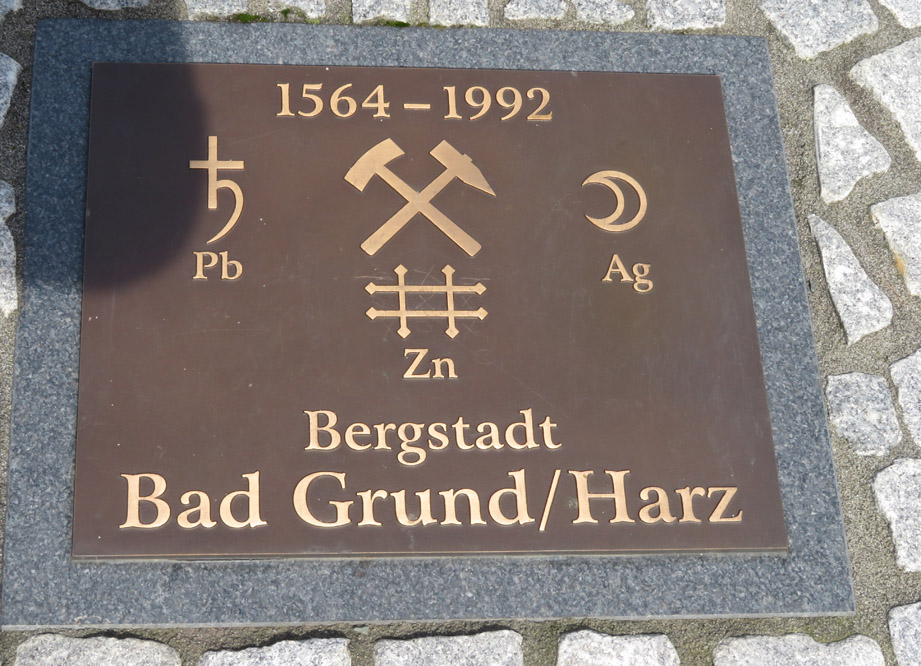 1564 – 1992
Pb
Ag
Zn
Bergstadt
Bad Grund/Harz